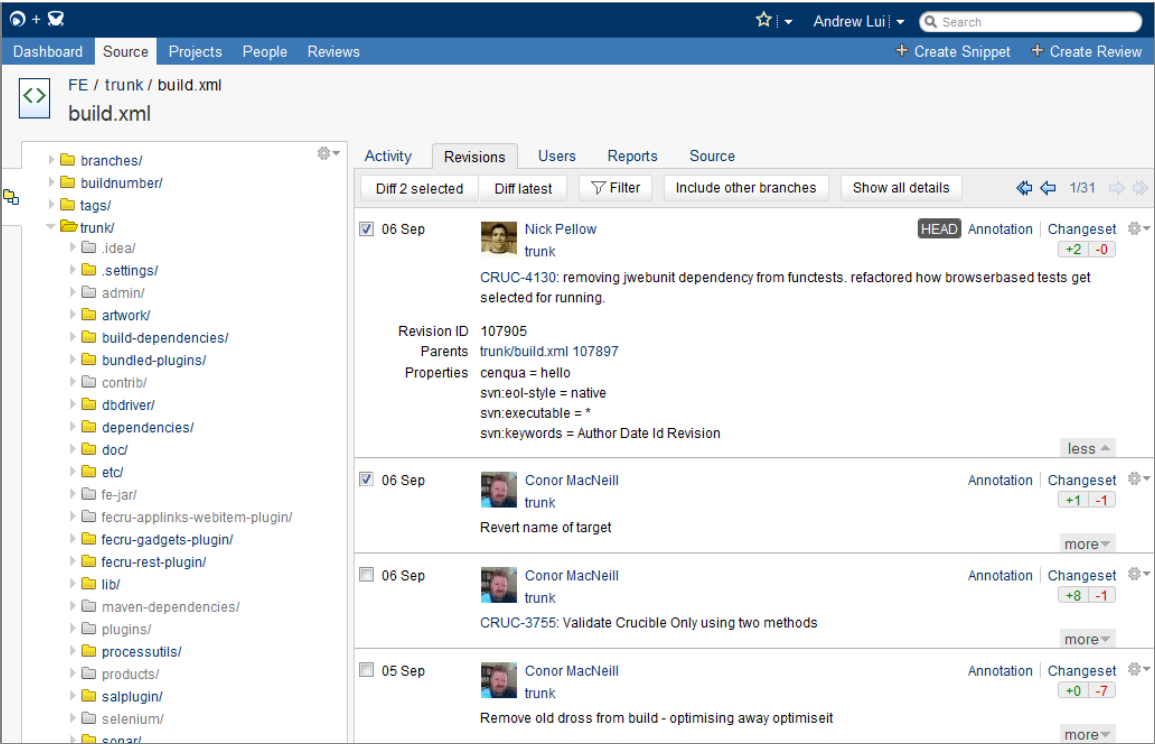 +
Andrew Lui
Search
Dashboard Source Projects People Reviews
+ Create Snippet + Create Review
FE / trunk / build.xml
build.xml
branches/
buildnumber/
tags/
trunk/
.idea/
.settings/
admin/
artwork/
build-dependencies/
bundled-plugins/
contrib/
dbdriver/
dependencies/
doc/
etc/
fe-jar/
fecru-applinks-webitem-plugin/
fecru-gadgets-plugin/
fecru-rest-plugin/
lib/
maven-dependencies/
plugins/
processutils/
products/
salplugin/
selenium/
sonar/
Activity Revisions Users Reports Source
Diff 2 selected Diff latest Filter Include other branches Show all details 1/31
06 Sep Nick Pellow HEAD Annotation Changeset
trunk +2 -0
CRUC-4130: removing jwebunit dependency from functests. refactored how browserbased tests get
selected for running.
Revision ID 107905
Parents trunk/build.xml 107897
Properties cenqua = hello
svn:eol-style = native
svn:executable = *
svn:keywords = Author Date Id Revision
less
06 Sep Conor MacNeill Annotation Changeset
trunk +1 -1
Revert name of target
more
06 Sep Conor MacNeill Annotation Changeset
trunk +8 -1
CRUC-3755: Validate Crucible Only using two methods
more
05 Sep Conor MacNeill Annotation Changeset
trunk +0 -7
Remove old dross from build - optimising away optimiseit
more